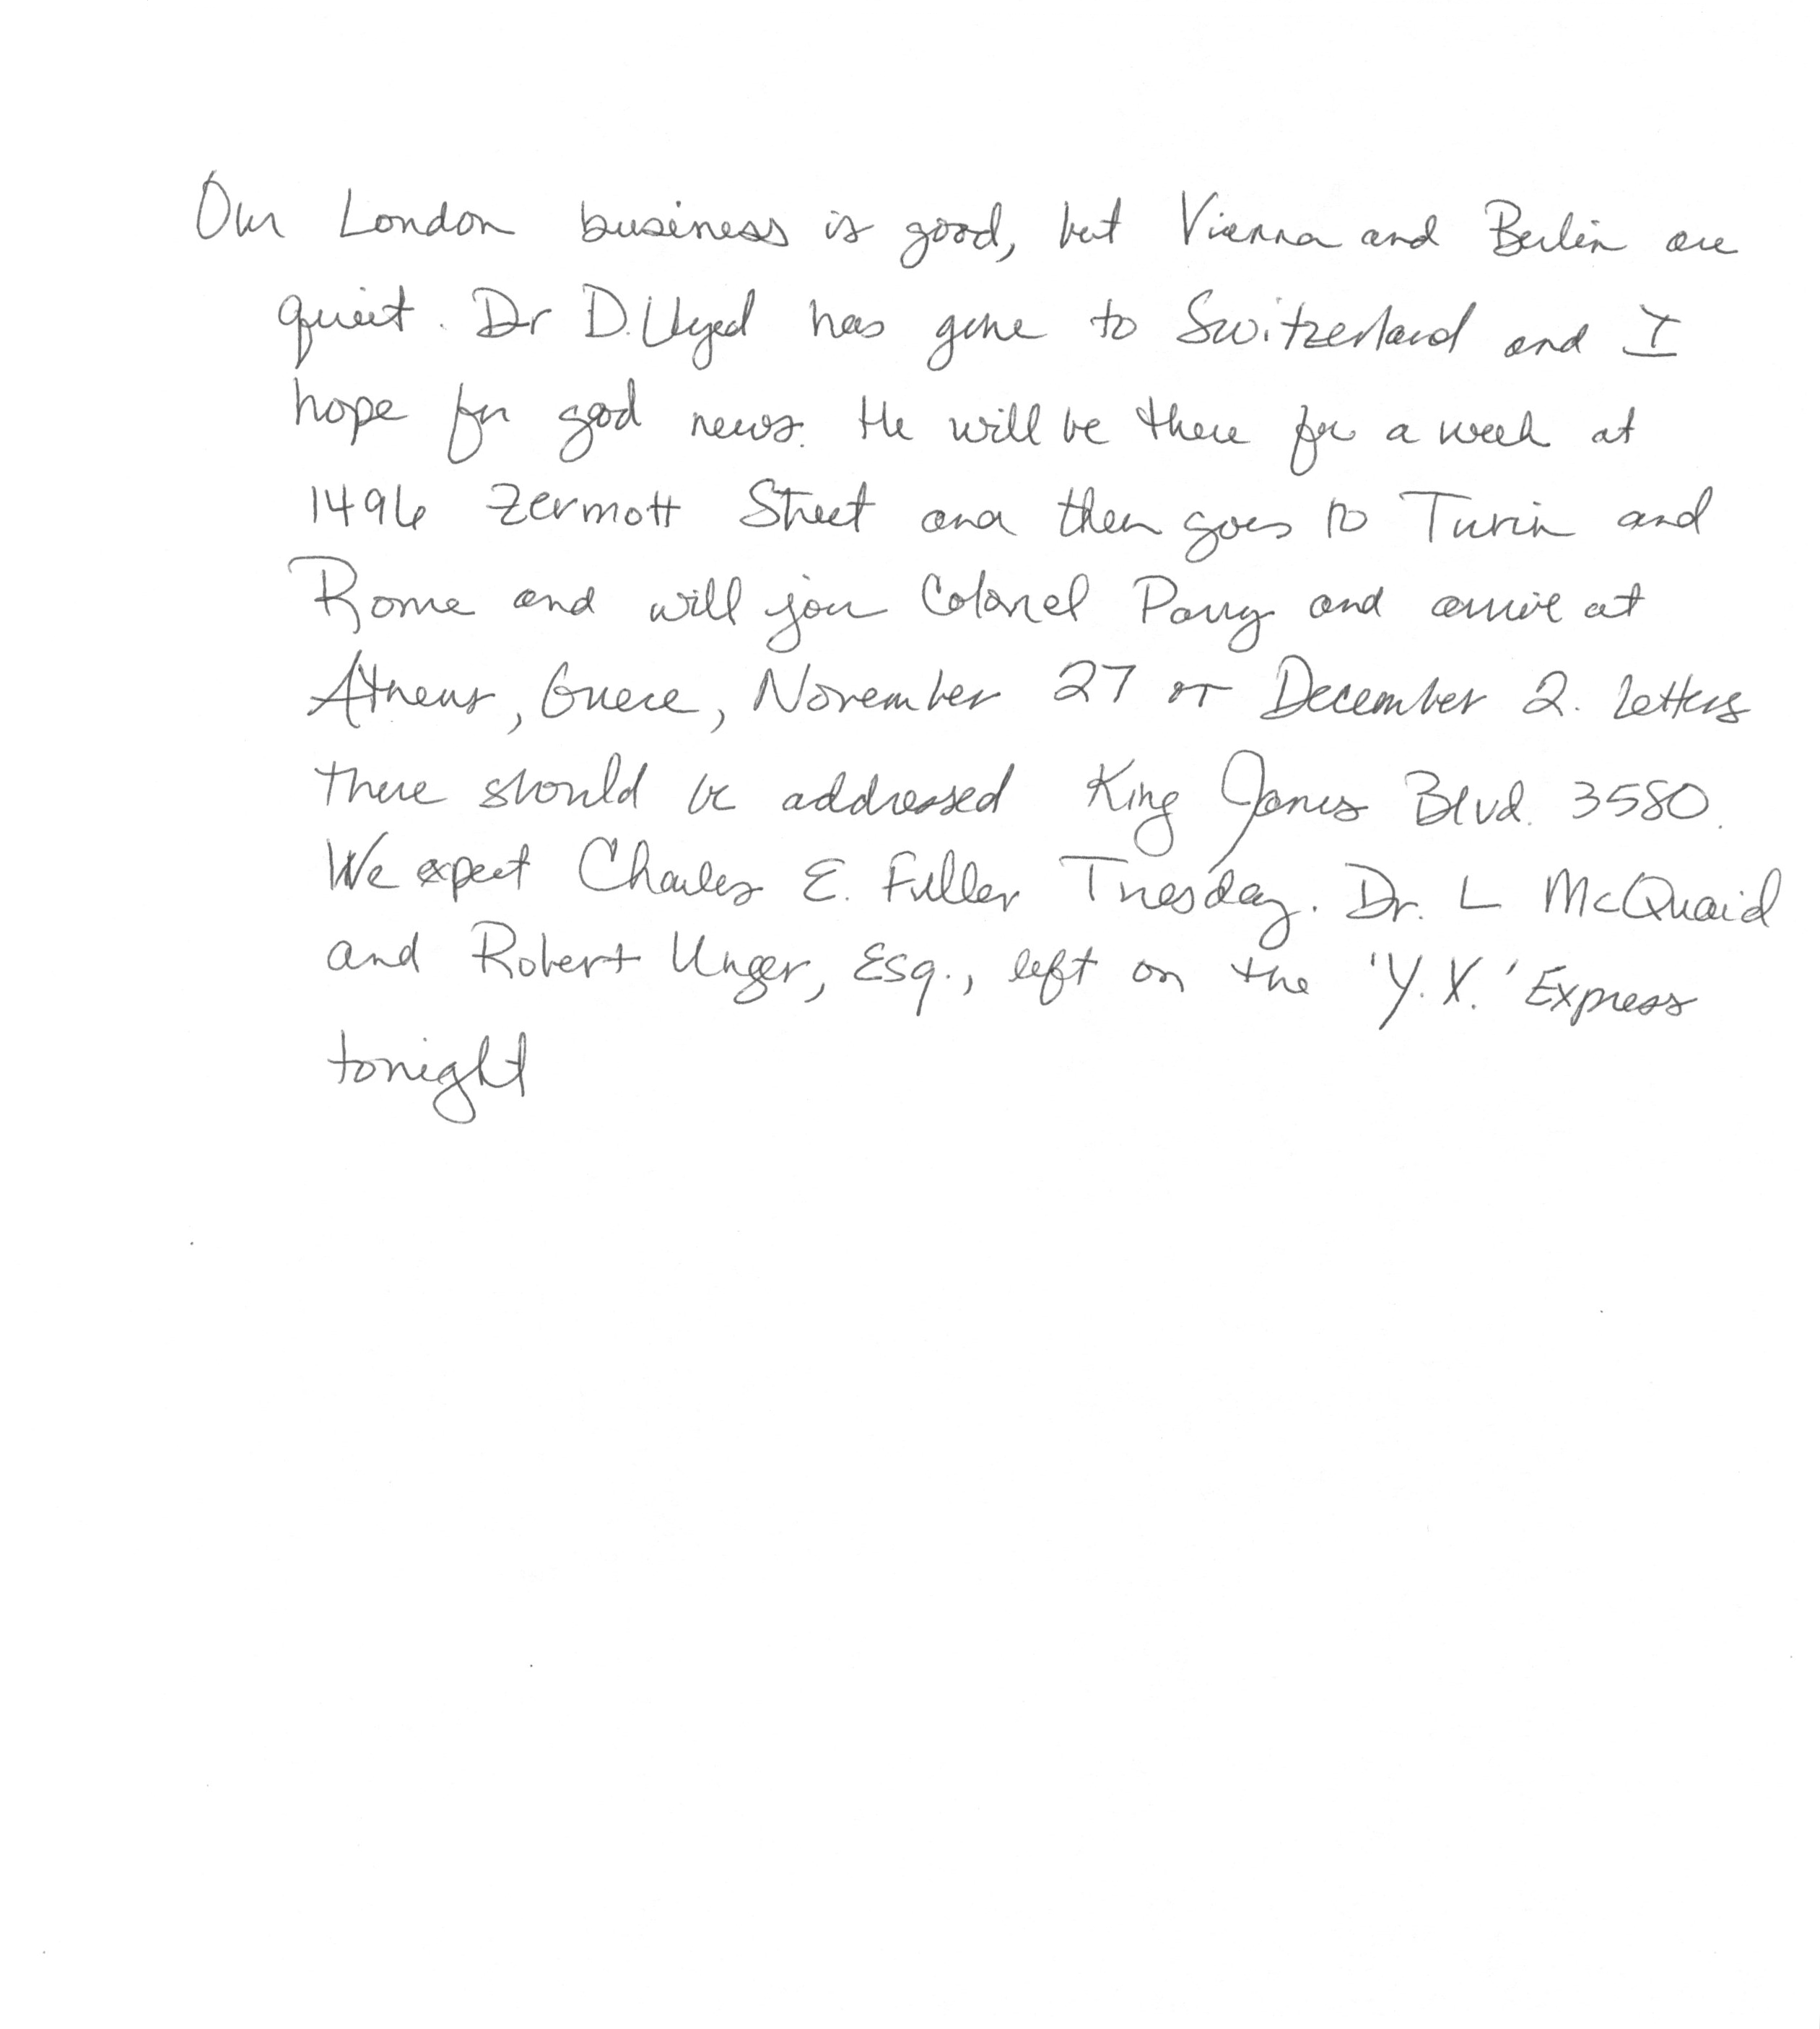 Our London business is good, but Vienna and Berlin are
quiet. Dr D. Lloyd has gone to Switzerland and I
hope for good news. He will be there for a week at
1496 Zermott Street and then goes to Turin and
Rome and will join Colonel Parry and arrive at
Athens, Greece, November 27 or December 2. Letters
there should be addressed King James Blvd. 3580.
We expect Charles E. Fuller Tuesday. Dr. L McQuaid
and Robert Unger, Esq., left on the 'Y.X.' Express
tonight